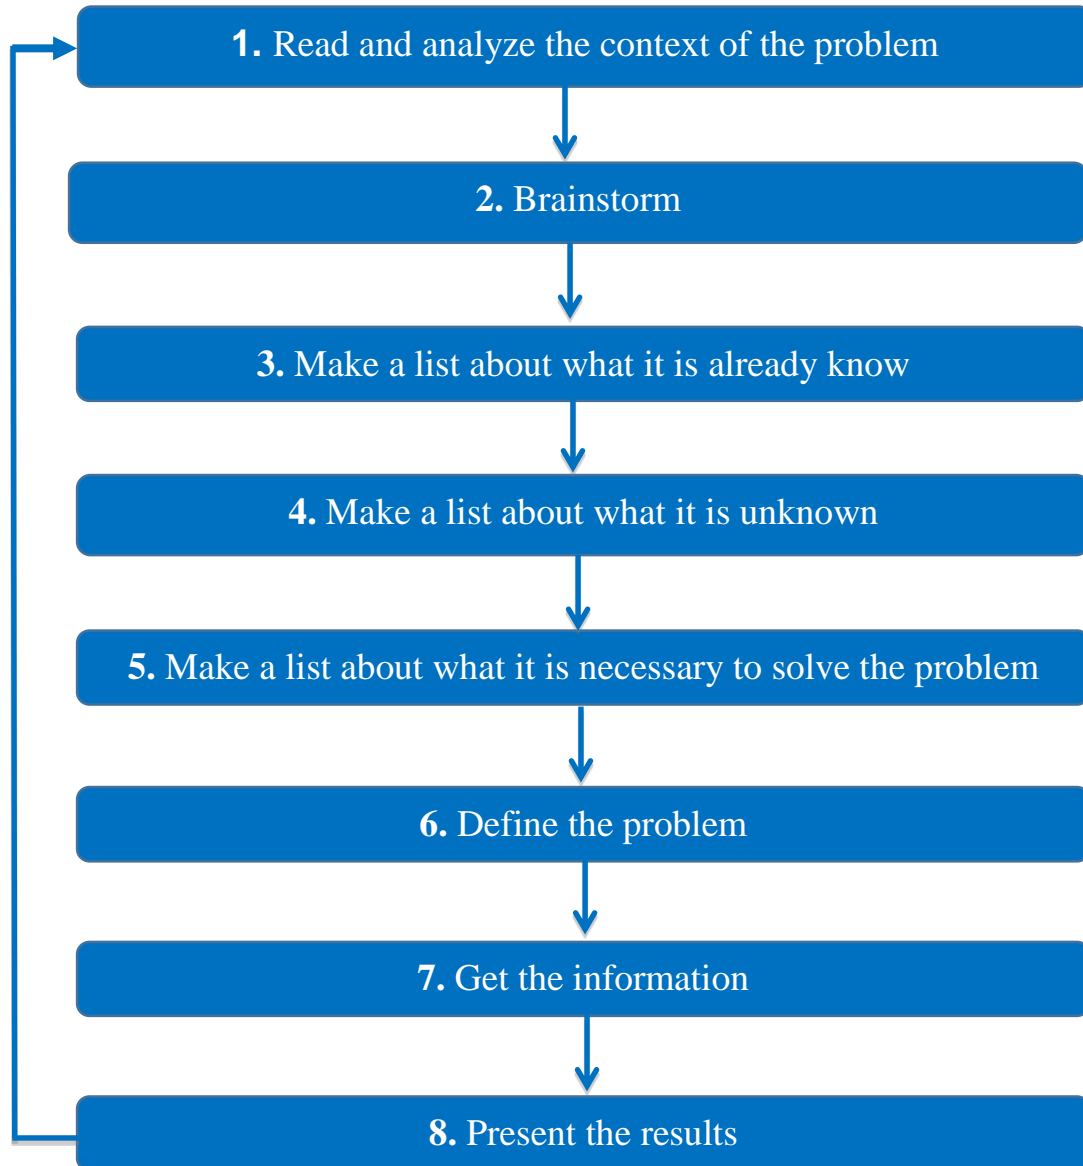 1. Read and analyze the context of the problem
2. Brainstorm
3. Make a list about what it is already know
4. Make a list about what it is unknown
5. Make a list about what it is necessary to solve the problem
6. Define the problem
7. Get the information
8. Present the results